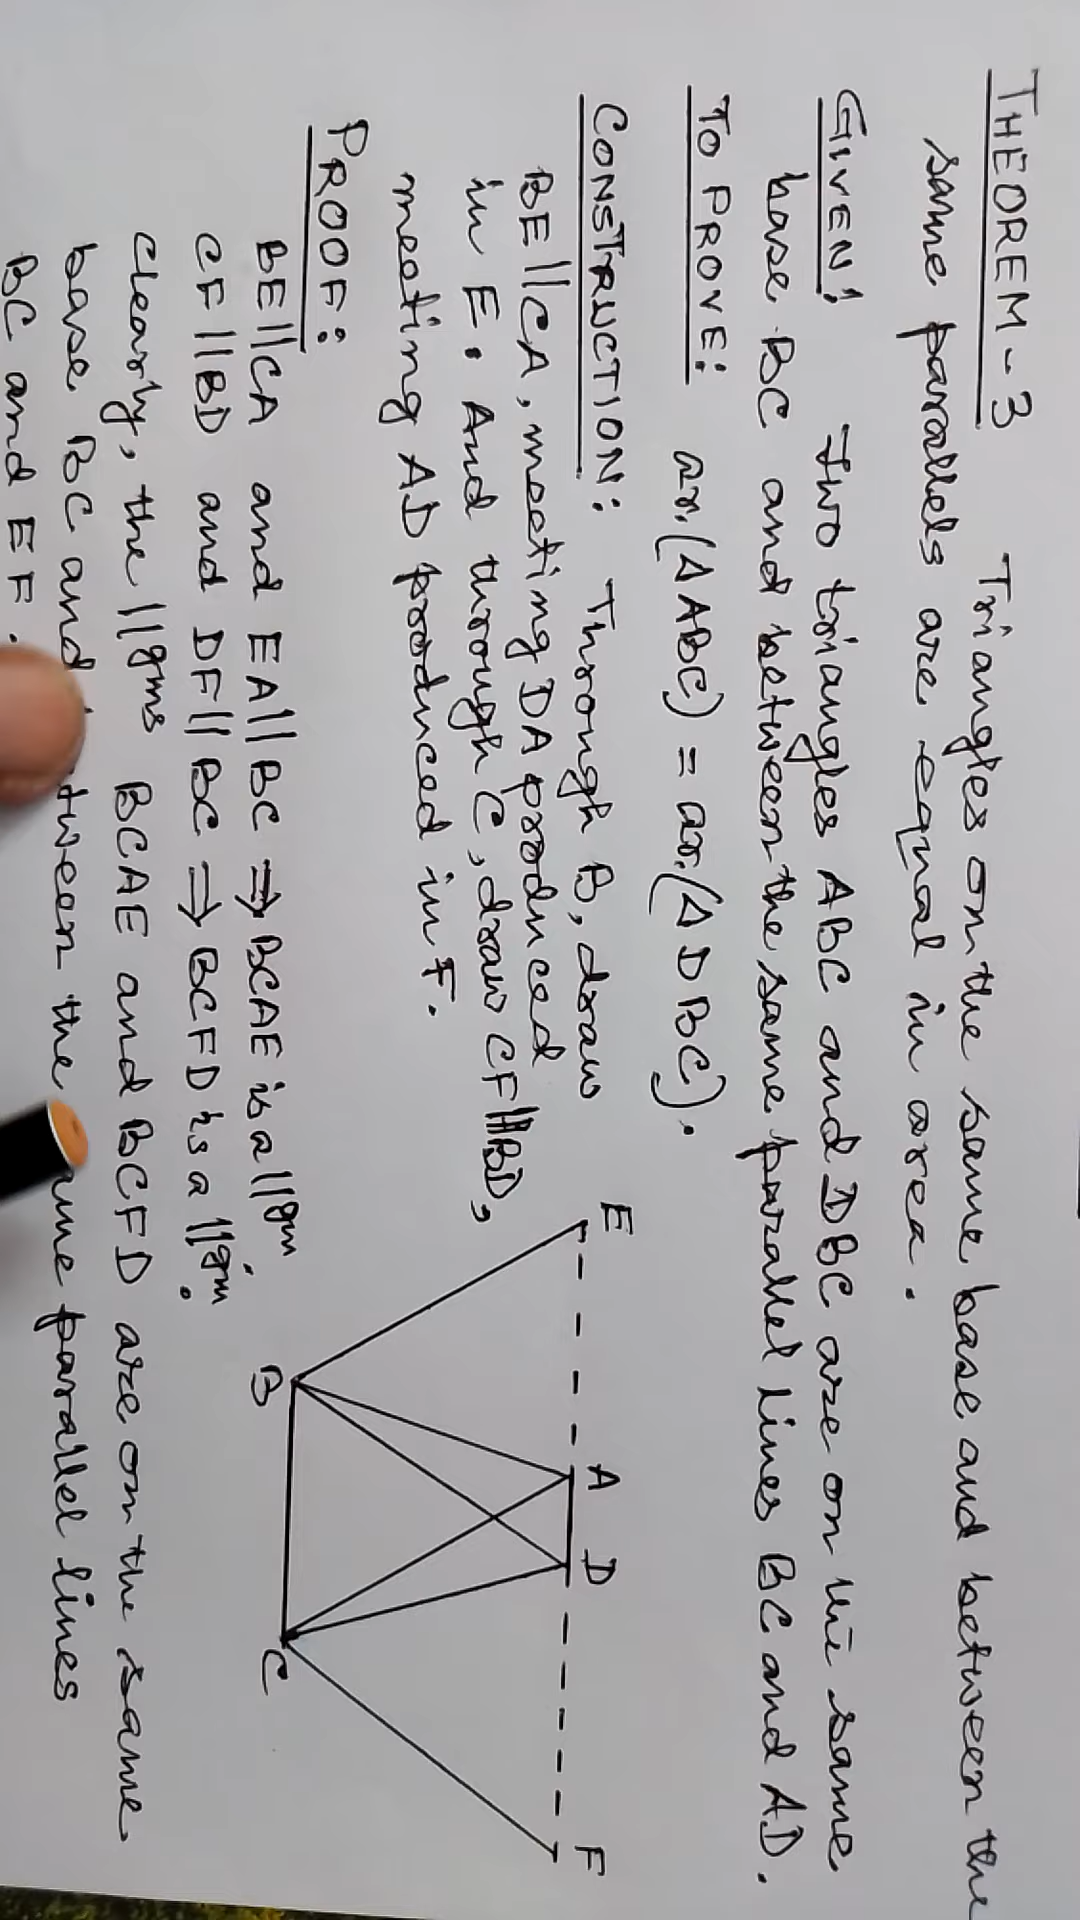 THEOREM-3 Triangles on the same base and between the
same parallels are equal in area.
GIVEN: Two triangles ABC and DBC are on the same
base BC and between the same parallel lines BC and AD.
TO PROVE: ar.(∆ABC) = ar.(∆DBC).
CONSTRUCTION: Through B, draw
BE||CA, meeting DA produced
in E. And through C, draw CF||BD,
meeting AD produced in F.
PROOF:
BE||CA and EA||BC ⇒ BCAE is a ||gm.
CF||BD and DF||BC ⇒ BCFD is a ||gm.
Clearly, the ||gms BCAE and BCFD are on the same
base BC and the parallel lines
BC and EF.
E
A
D
F
B
C